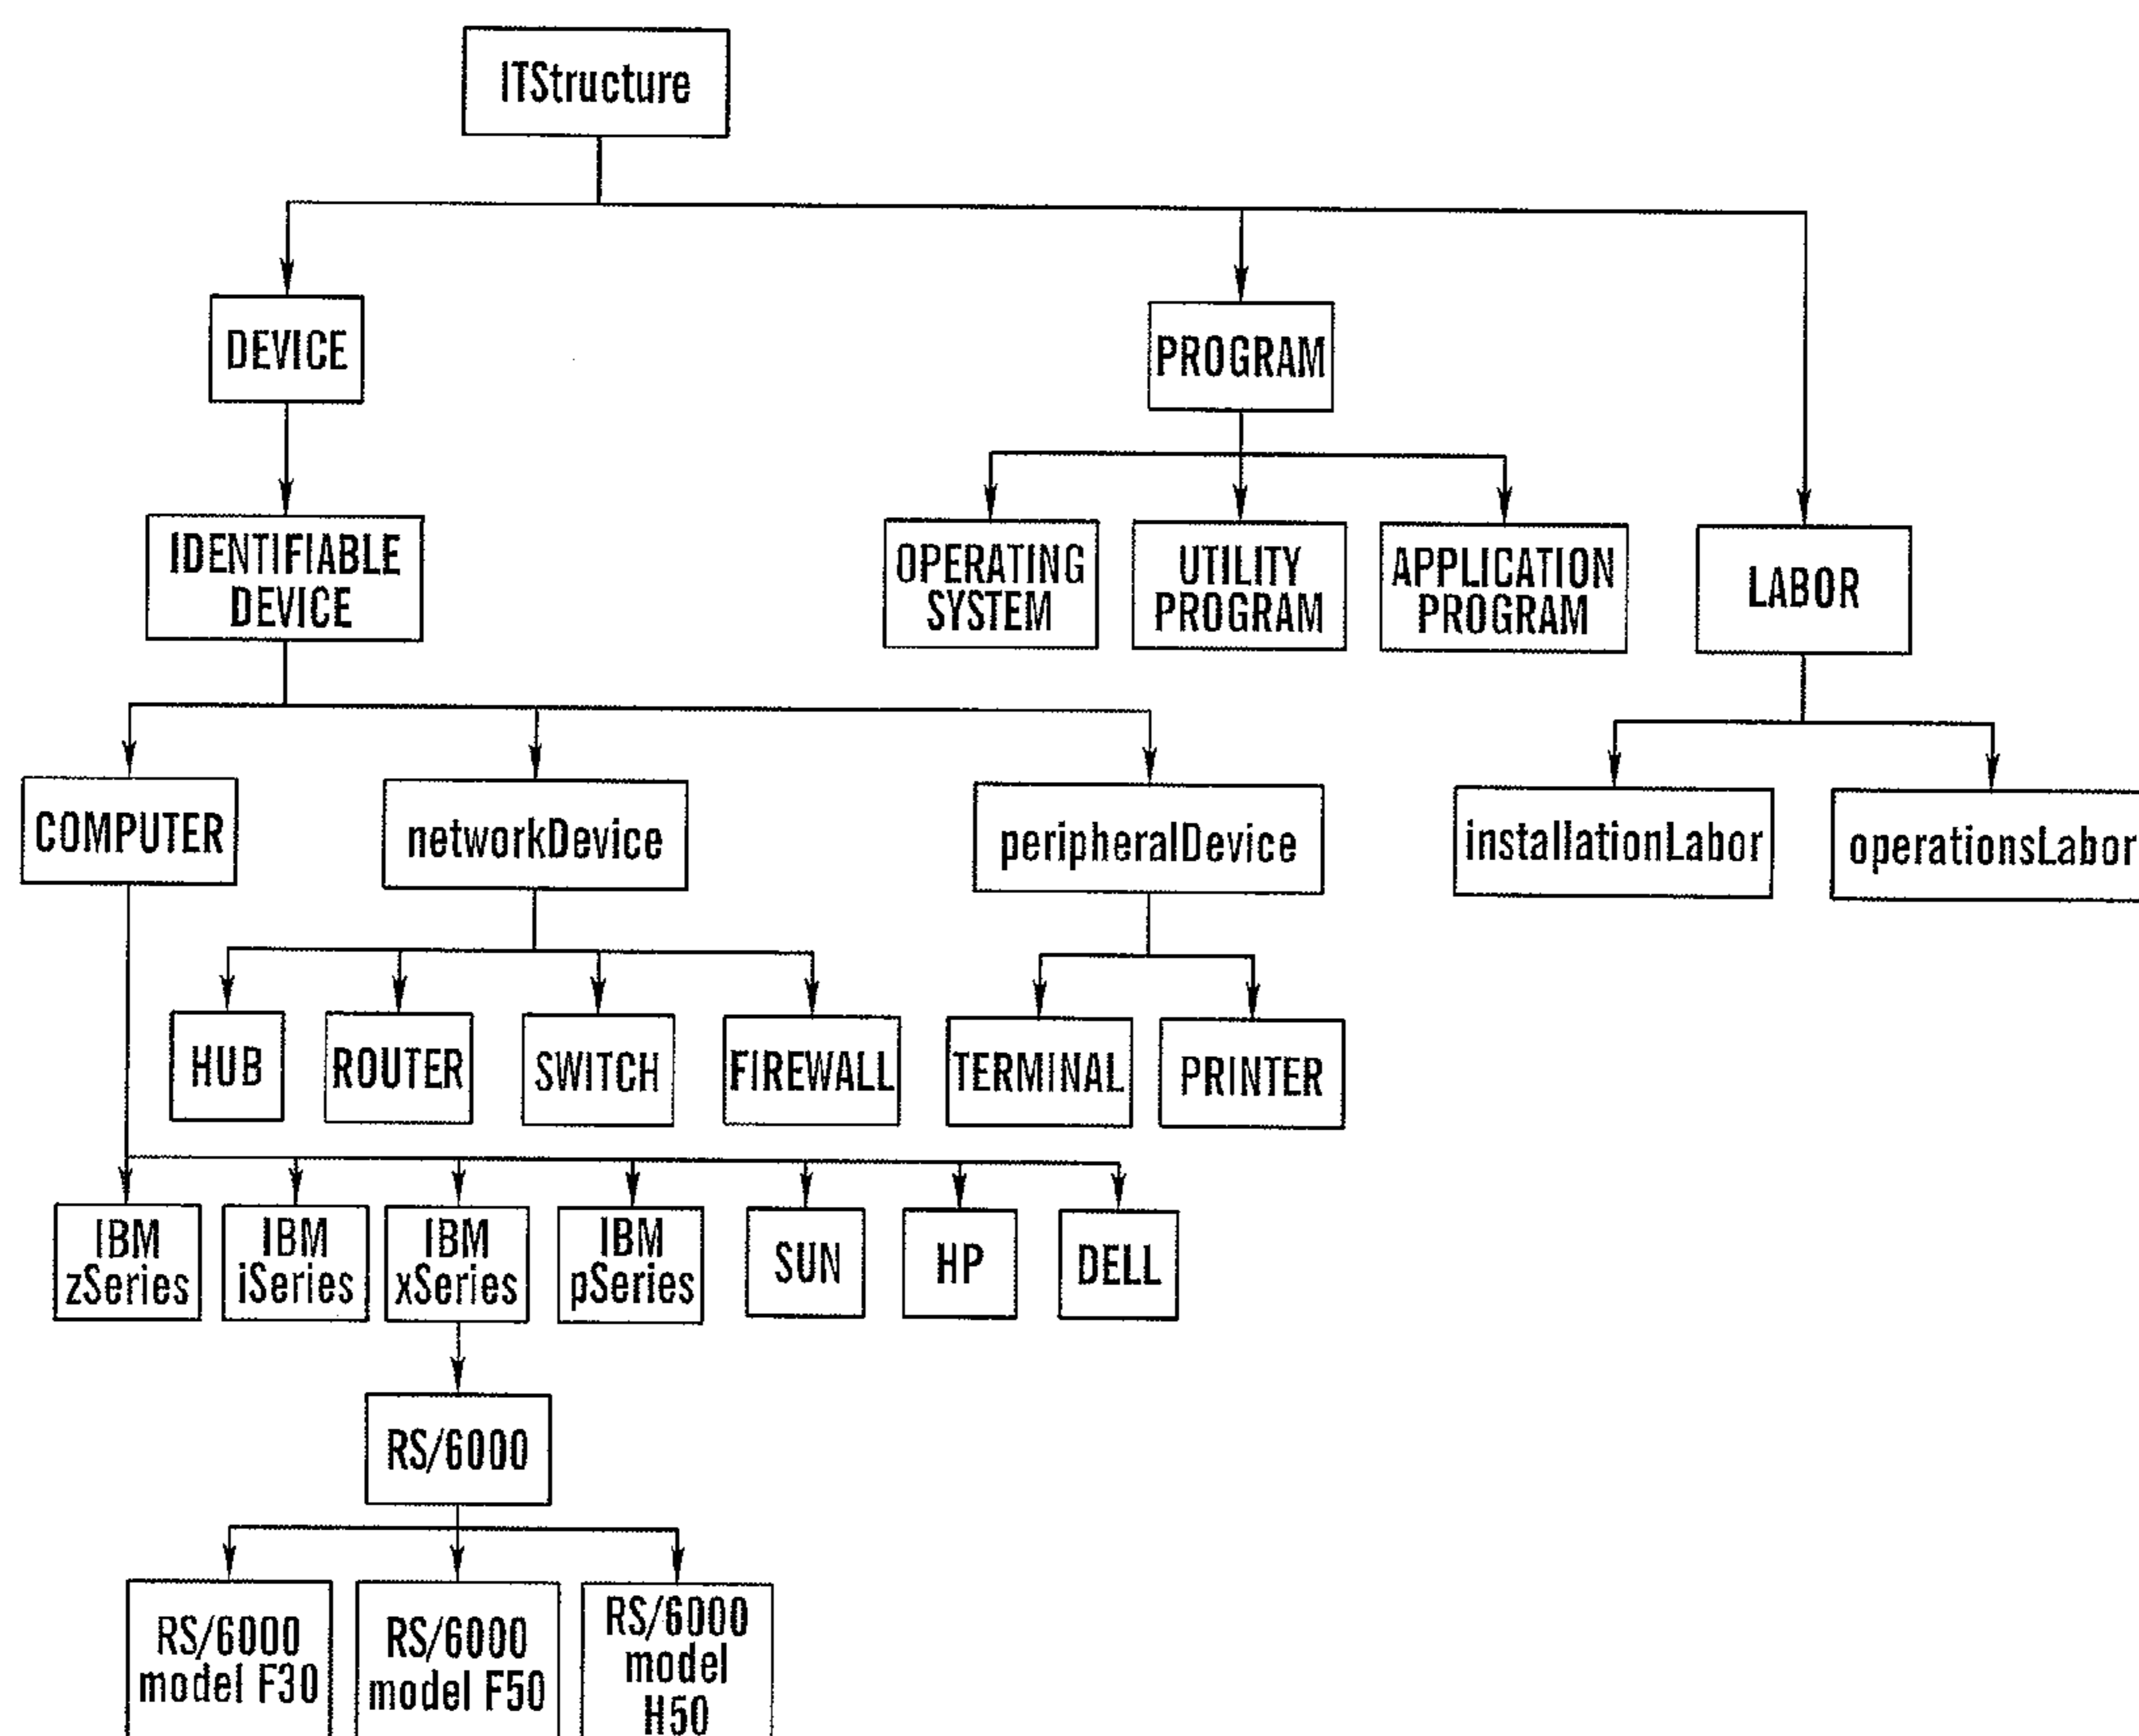 ITStructure
DEVICE
PROGRAM
IDENTIFIABLE
DEVICE
OPERATING
SYSTEM
UTILITY
PROGRAM
APPLICATION
PROGRAM
LABOR
COMPUTER
networkDevice
peripheralDevice
installationLabor
operationsLabor
HUB
ROUTER
SWITCH
FIREWALL
TERMINAL
PRINTER
IBM
zSeries
IBM
iSeries
IBM
xSeries
IBM
pSeries
SUN
HP
DELL
RS/6000
RS/6000
model F30
RS/6000
model F50
RS/6000
model
H50